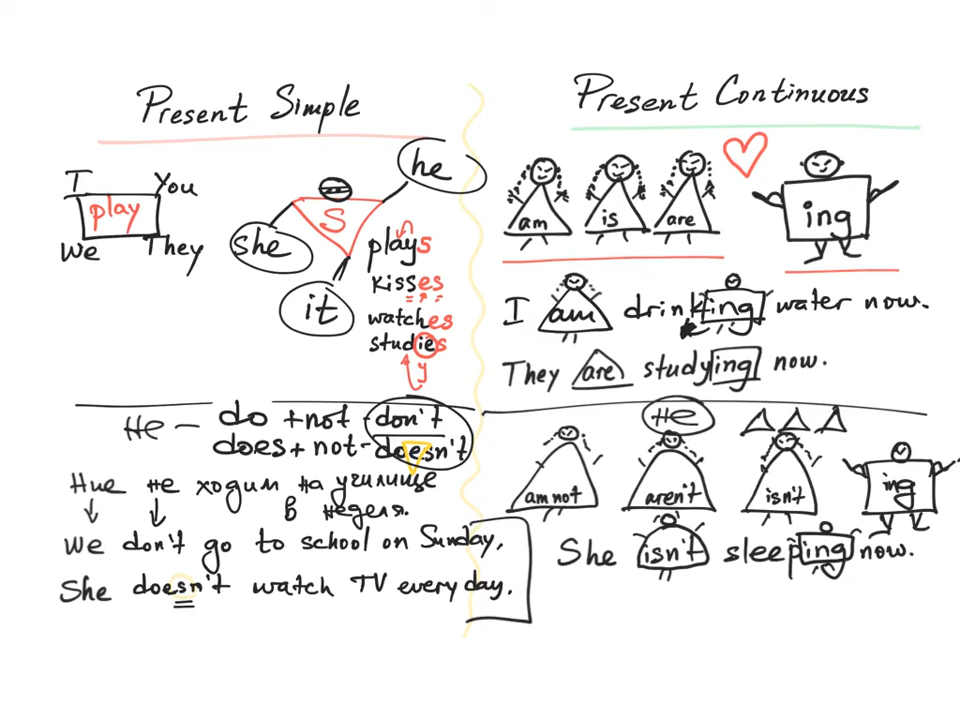 Present Simple
I You
play
We They
he
she
it
S
plays
kisses
watches
studies
y
не – do + not - don't
does + not - doesn't
Ние не ходим на училище
в неделя.
We don't go to school on Sunday.
She doesn't watch TV every day.
Present Continuous
am is are ing
I am drinking water now.
They are studying now.
не
am not aren't isn't ing
She isn't sleeping now.